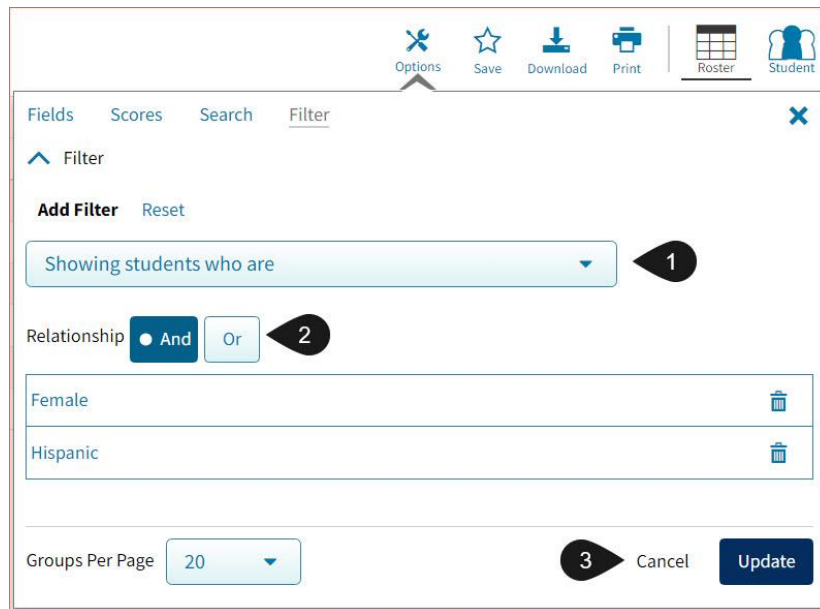 Options Save Download Print Roster Student
Fields Scores Search Filter
Filter
Add Filter Reset
Showing students who are
1
Relationship And Or
2
Female
Hispanic
Groups Per Page 20
3
Cancel Update